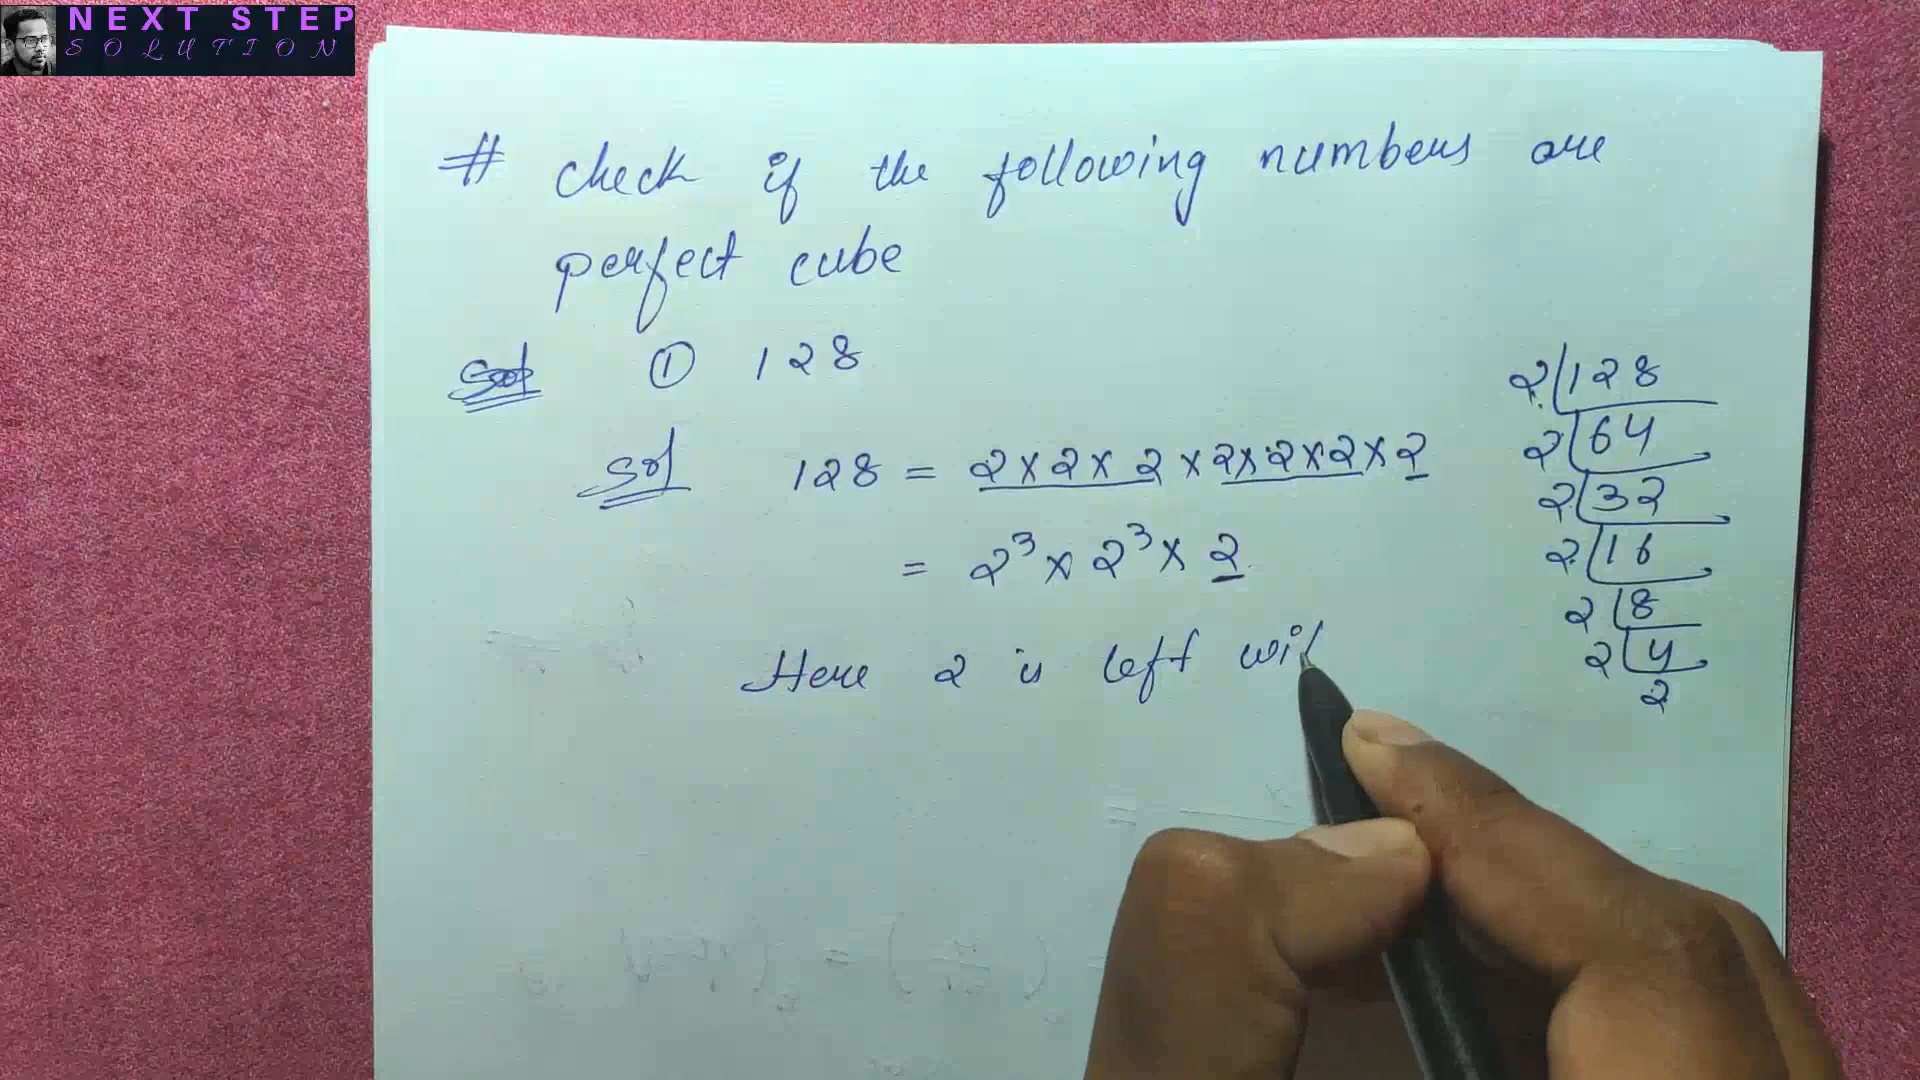 NEXT STEP
SOLUTION
# check if the following numbers are
perfect cube
① 128
Sol 128 = 2 × 2 × 2 × 2 × 2 × 2 × 2
= 2³ × 2³ × 2
Here 2 is left wit
2 128
2 64
2 32
2 16
2 8
2 4
2